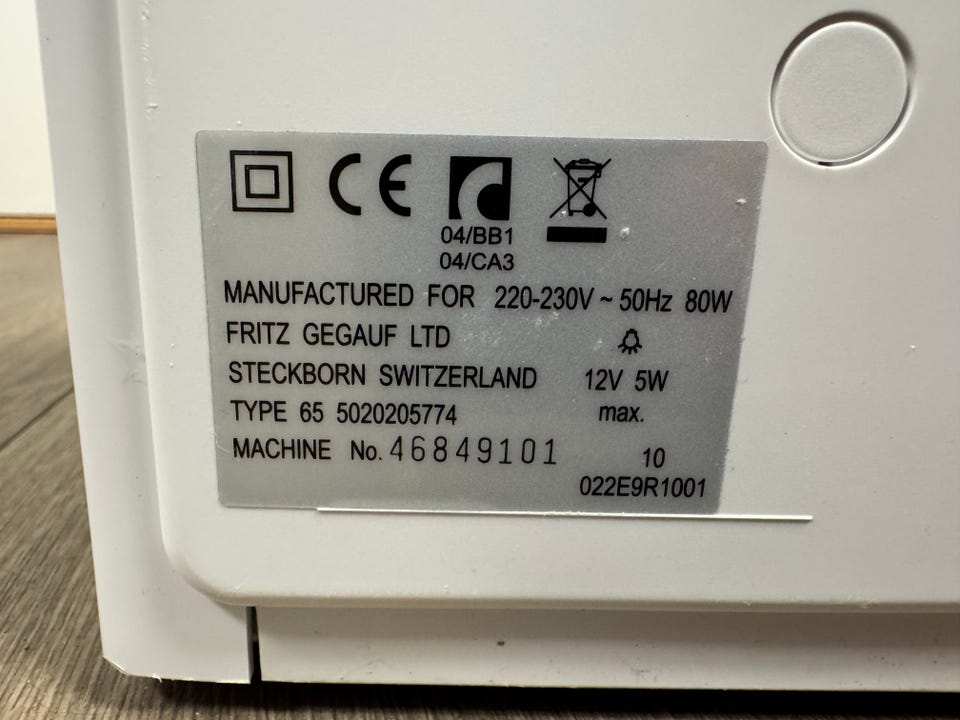 CE
04/BB1
04/CA3
MANUFACTURED FOR 220-230V ~ 50Hz 80W
FRITZ GEGAUF LTD
STECKBORN SWITZERLAND 12V 5W
TYPE 65 5020205774 max.
MACHINE No. 46849101 10
022E9R1001